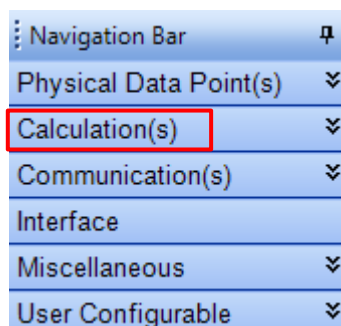 Navigation Bar
Physical Data Point(s)
Calculation(s)
Communication(s)
Interface
Miscellaneous
User Configurable